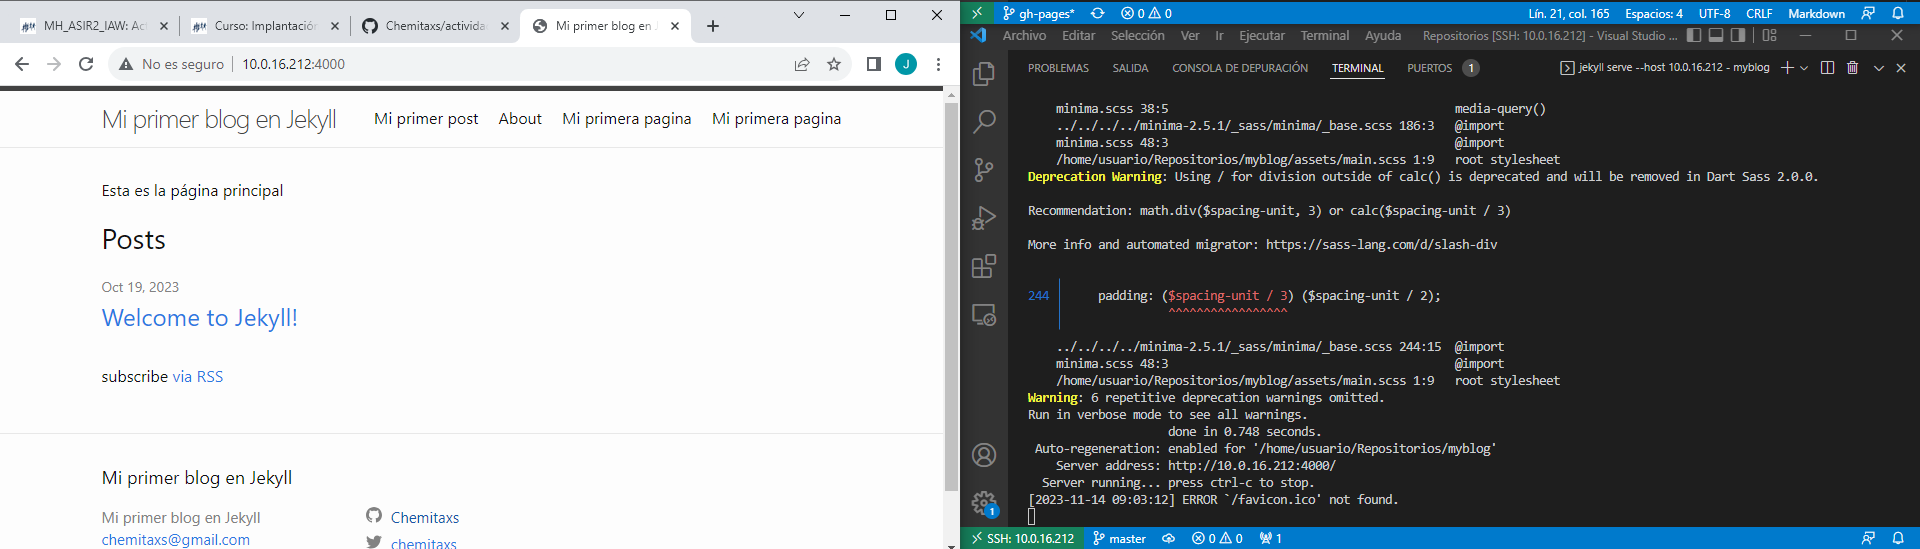 MH_ASIR2_IAW: Ac
Curso: Implantación
Chemitaxs/activida
Mi primer blog en J
No es seguro
10.0.16.212:4000
J
Mi primer blog en Jekyll
Mi primer post
About
Mi primera pagina
Mi primera pagina
Esta es la página principal
Posts
Oct 19, 2023
Welcome to Jekyll!
subscribe via RSS
Mi primer blog en Jekyll
Mi primer blog en Jekyll
chemitaxs@gmail.com
Chemitaxs
chemitaxs
gh-pages*
0 0
Lín. 21, col. 165
Espacios: 4
UTF-8
CRLF
Markdown
Archivo Editar Selección Ver Ir Ejecutar Terminal Ayuda
Repositorios [SSH: 10.0.16.212] - Visual Studio ...
PROBLEMAS SALIDA CONSOLA DE DEPURACIÓN TERMINAL PUERTOS 1
jekyll serve --host 10.0.16.212 - myblog
minima.scss 38:5 media-query()
../../../../minima-2.5.1/_sass/minima/_base.scss 186:3 @import
minima.scss 48:3 @import
/home/usuario/Repositorios/myblog/assets/main.scss 1:9 root stylesheet
Deprecation Warning: Using / for division outside of calc() is deprecated and will be removed in Dart Sass 2.0.0.
Recommendation: math.div($spacing-unit, 3) or calc($spacing-unit / 3)
More info and automated migrator: https://sass-lang.com/d/slash-div
244 padding: ($spacing-unit / 3) ($spacing-unit / 2);
^^^^^^^^^^^^^^^^^
../../../../minima-2.5.1/_sass/minima/_base.scss 244:15 @import
minima.scss 48:3 @import
/home/usuario/Repositorios/myblog/assets/main.scss 1:9 root stylesheet
Warning: 6 repetitive deprecation warnings omitted.
Run in verbose mode to see all warnings.
done in 0.748 seconds.
Auto-regeneration: enabled for '/home/usuario/Repositorios/myblog'
Server address: http://10.0.16.212:4000/
Server running... press ctrl-c to stop.
[2023-11-14 09:03:12] ERROR `/favicon.ico' not found.
1
SSH: 10.0.16.212
master
0 0
1